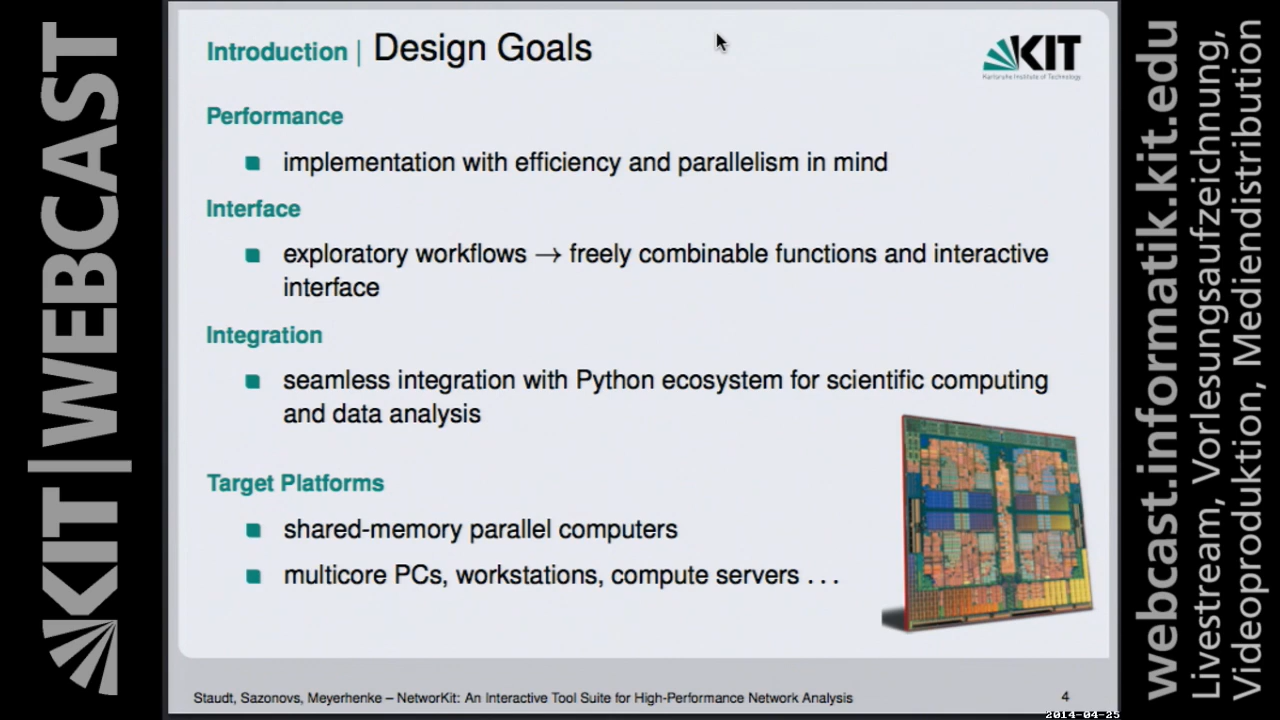 KIT | WEBCAST
Introduction | Design Goals
KIT
Karlsruhe Institute of Technology
Performance
implementation with efficiency and parallelism in mind
Interface
exploratory workflows → freely combinable functions and interactive
interface
Integration
seamless integration with Python ecosystem for scientific computing
and data analysis
Target Platforms
shared-memory parallel computers
multicore PCs, workstations, compute servers . . .
Staudt, Sazonovs, Meyerhenke – NetworKit: An Interactive Tool Suite for High-Performance Network Analysis
4
2014-04-25
webcast.informatik.kit.edu
Livestream, Vorlesungsaufzeichnung,
Videoproduktion, Mediendistribution